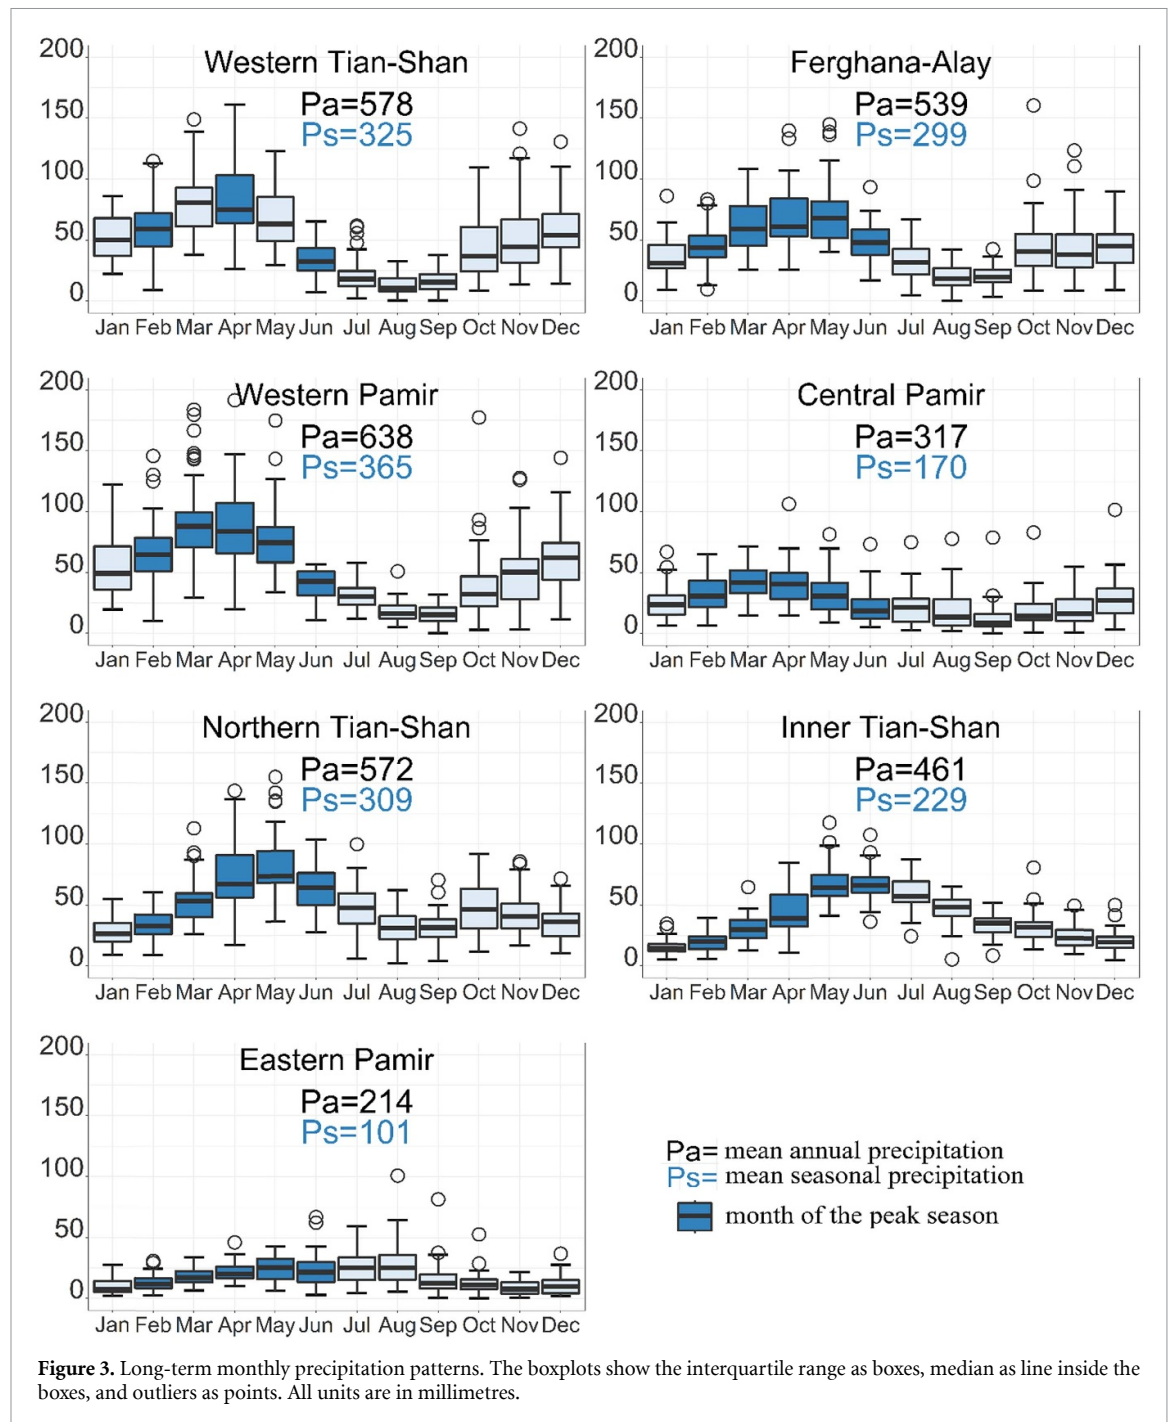 Western Tian-Shan
Pa=578
Ps=325
200
150
100
50
0
Jan Feb Mar Apr May Jun Jul Aug Sep Oct Nov Dec
Ferghana-Alay
Pa=539
Ps=299
200
150
100
50
0
Jan Feb Mar Apr May Jun Jul Aug Sep Oct Nov Dec
Western Pamir
Pa=638
Ps=365
200
150
100
50
0
Jan Feb Mar Apr May Jun Jul Aug Sep Oct Nov Dec
Central Pamir
Pa=317
Ps=170
200
150
100
50
0
Jan Feb Mar Apr May Jun Jul Aug Sep Oct Nov Dec
Northern Tian-Shan
Pa=572
Ps=309
200
150
100
50
0
Jan Feb Mar Apr May Jun Jul Aug Sep Oct Nov Dec
Inner Tian-Shan
Pa=461
Ps=229
200
150
100
50
0
Jan Feb Mar Apr May Jun Jul Aug Sep Oct Nov Dec
Eastern Pamir
Pa=214
Ps=101
200
150
100
50
0
Jan Feb Mar Apr May Jun Jul Aug Sep Oct Nov Dec
Pa= mean annual precipitation
Ps= mean seasonal precipitation
month of the peak season
Figure 3. Long-term monthly precipitation patterns. The boxplots show the interquartile range as boxes, median as line inside the
boxes, and outliers as points. All units are in millimetres.